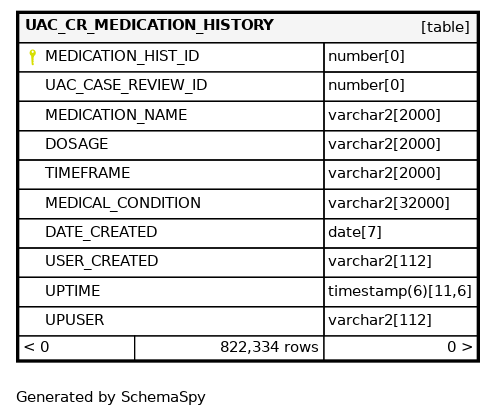 UAC_CR_MEDICATION_HISTORY [table]
MEDICATION_HIST_ID number[0]
UAC_CASE_REVIEW_ID number[0]
MEDICATION_NAME varchar2[2000]
DOSAGE varchar2[2000]
TIMEFRAME varchar2[2000]
MEDICAL_CONDITION varchar2[32000]
DATE_CREATED date[7]
USER_CREATED varchar2[112]
UPTIME timestamp(6)[11,6]
UPUSER varchar2[112]
< 0 822,334 rows 0 >
Generated by SchemaSpy